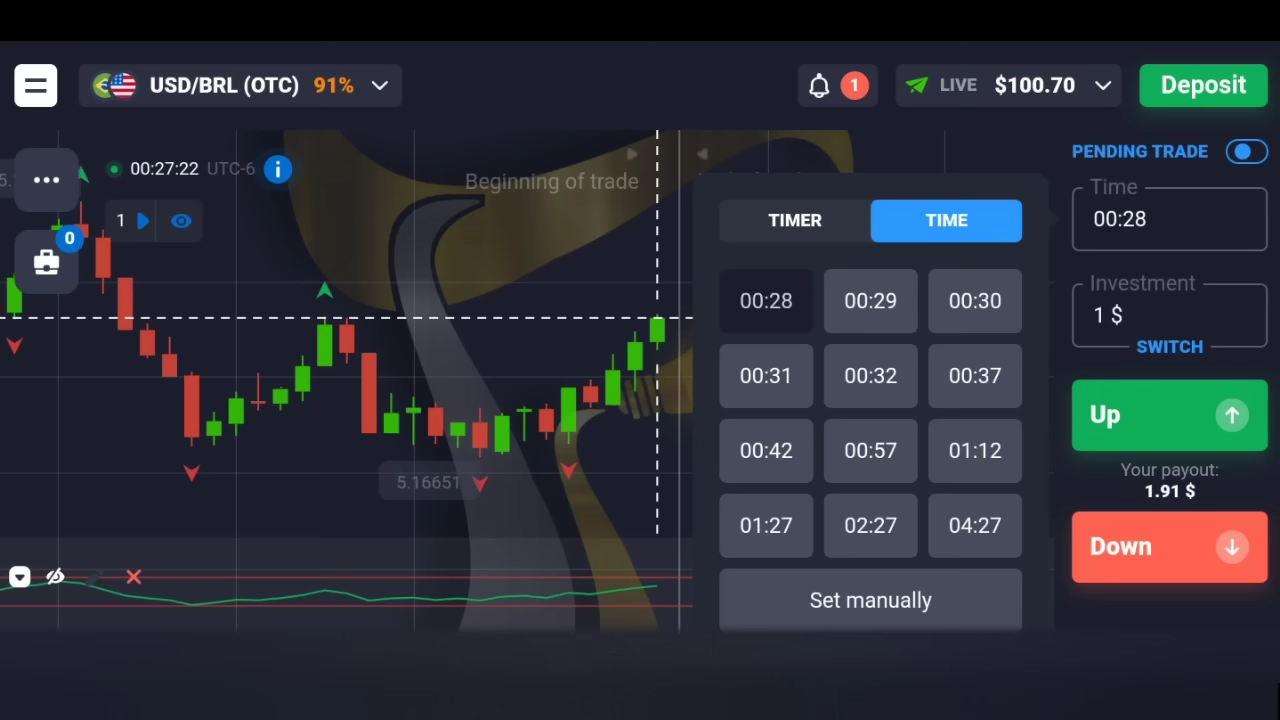 USD/BRL (OTC) 91%
1
LIVE $100.70
Deposit
00:27:22 UTC-6
Beginning of trade
PENDING TRADE
Time
00:28
1
0
TIMER
TIME
00:28 00:29 00:30
00:31 00:32 00:37
00:42 00:57 01:12
01:27 02:27 04:27
Set manually
Investment
1 $
SWITCH
Up
Your payout:
1.91 $
Down
5.16651